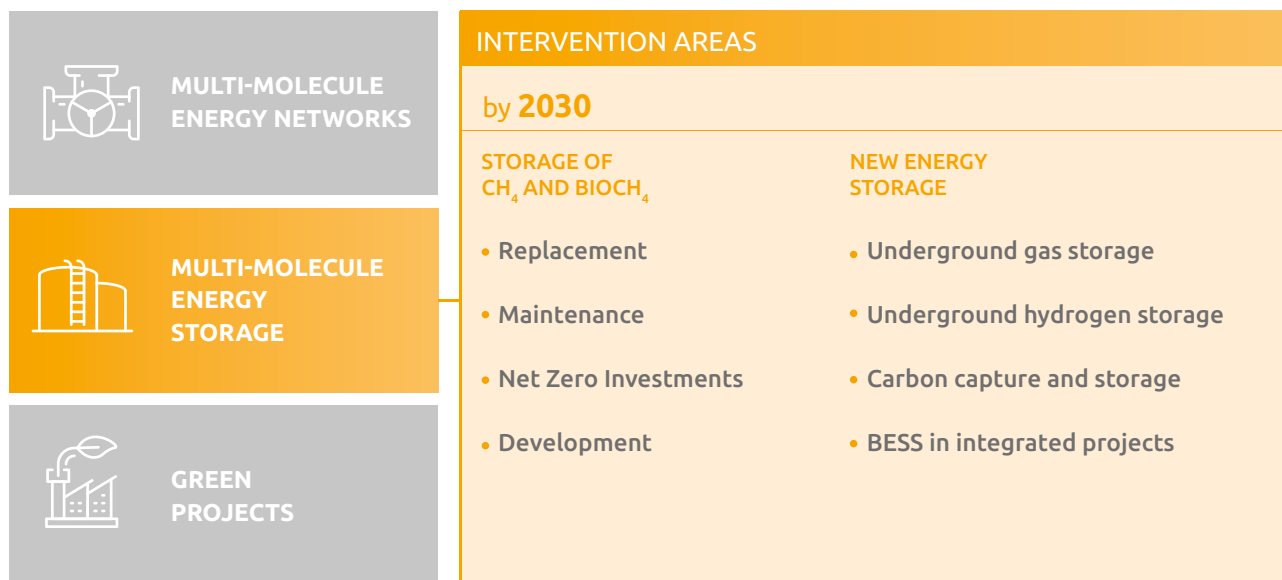 MULTI-MOLECULE
ENERGY NETWORKS
MULTI-MOLECULE
ENERGY
STORAGE
GREEN
PROJECTS
INTERVENTION AREAS
by 2030
STORAGE OF
CH₄ AND BIOCH₄
• Replacement
• Maintenance
• Net Zero Investments
• Development
NEW ENERGY
STORAGE
• Underground gas storage
• Underground hydrogen storage
• Carbon capture and storage
• BESS in integrated projects